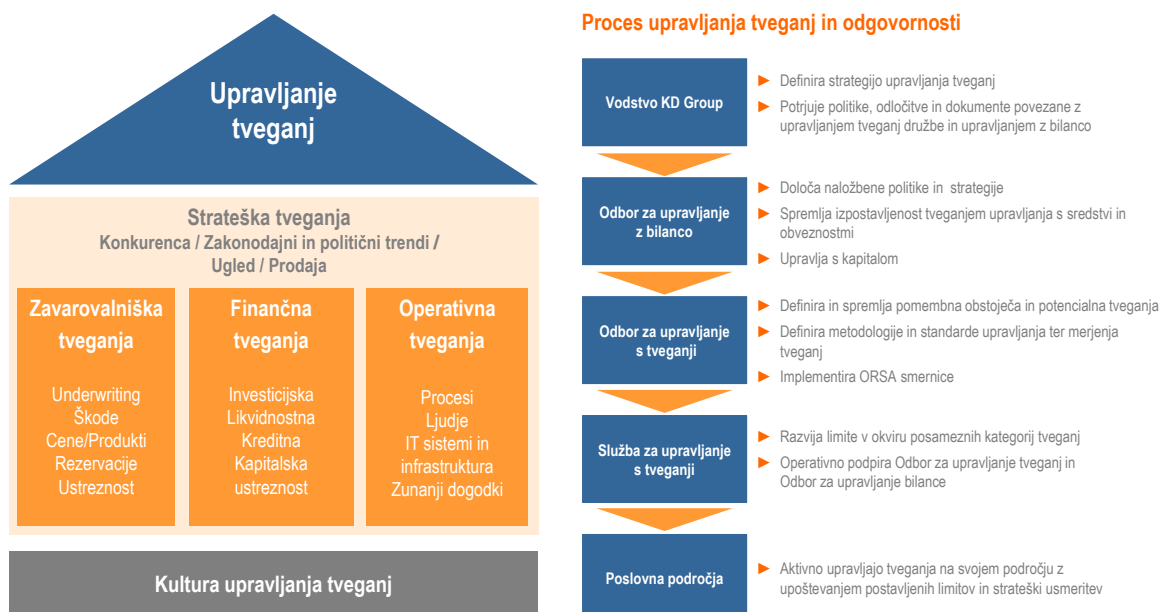 Upravljanje
tveganj
Strateška tveganja
Konkurenca / Zakonodajni in politični trendi /
Ugled / Prodaja
Zavarovalniška
tveganja
Underwriting
Škode
Cene/Produkti
Rezervacije
Ustreznost
Finančna
tveganja
Investicijska
Likvidnostna
Kreditna
Kapitalska
ustreznost
Operativna
tveganja
Procesi
Ljudje
IT sistemi in
infrastruktura
Zunanji dogodki
Kultura upravljanja tveganj
Proces upravljanja tveganj in odgovornosti
Vodstvo KD Group
Definira strategijo upravljanja tveganj
Potrjuje politike, odločitve in dokumente povezane z
upravljanjem tveganj družbe in upravljanjem z bilanco
Odbor za upravljanje
z bilanco
Določa naložbene politike in strategije
Spremlja izpostavljenost tveganjem upravljanja s sredstvi in
obveznostmi
Upravlja s kapitalom
Odbor za upravljanje
s tveganji
Definira in spremlja pomembna obstoječa in potencialna tveganja
Definira metodologije in standarde upravljanja ter merjenja
tveganj
Implementira ORSA smernice
Služba za upravljanje
s tveganji
Razvija limite v okviru posameznih kategorij tveganj
Operativno podpira Odbor za upravljanje tveganj in
Odbor za upravljanje bilance
Poslovna področja
Aktivno upravljajo tveganja na svojem področju z
upoštevanjem postavljenih limitov in strateški usmeritev